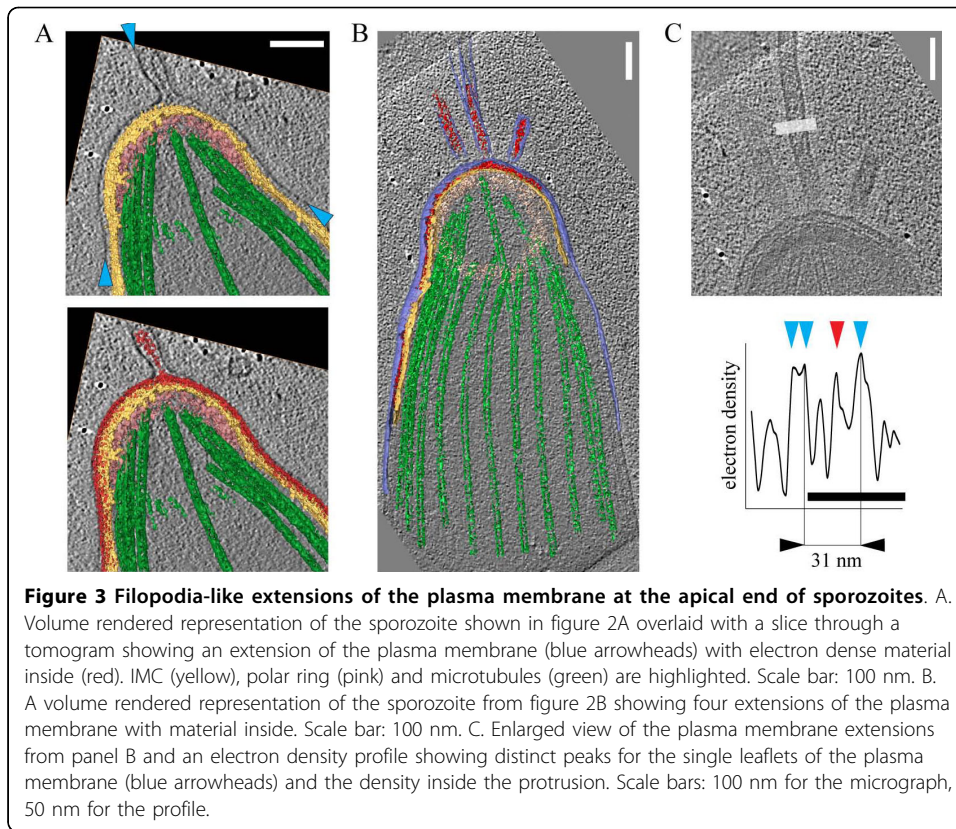 A
B
C
electron density
31 nm
Figure 3 Filopodia-like extensions of the plasma membrane at the apical end of sporozoites. A.
Volume rendered representation of the sporozoite shown in figure 2A overlaid with a slice through a
tomogram showing an extension of the plasma membrane (blue arrowheads) with electron dense material
inside (red). IMC (yellow), polar ring (pink) and microtubules (green) are highlighted. Scale bar: 100 nm. B.
A volume rendered representation of the sporozoite from figure 2B showing four extensions of the plasma
membrane with material inside. Scale bar: 100 nm. C. Enlarged view of the plasma membrane extensions
from panel B and an electron density profile showing distinct peaks for the single leaflets of the plasma
membrane (blue arrowheads) and the density inside the protrusion. Scale bars: 100 nm for the micrograph,
50 nm for the profile.